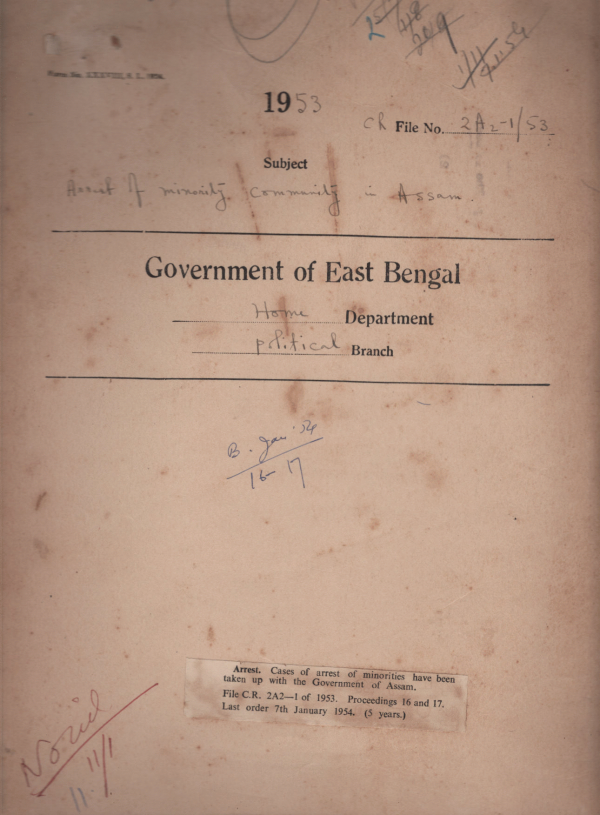 48
209
1953
CR File No. 2A2-1/53
Subject
Arrest of minority community in Assam.
Government of East Bengal
Home Department
Political Branch
B. Jan '54
16-17
Arrest. Cases of arrest of minorities have been
taken up with the Government of Assam.
File C.R. 2A2—1 of 1953. Proceedings 16 and 17.
Last order 7th January 1954. (5 years.)
11/1
11